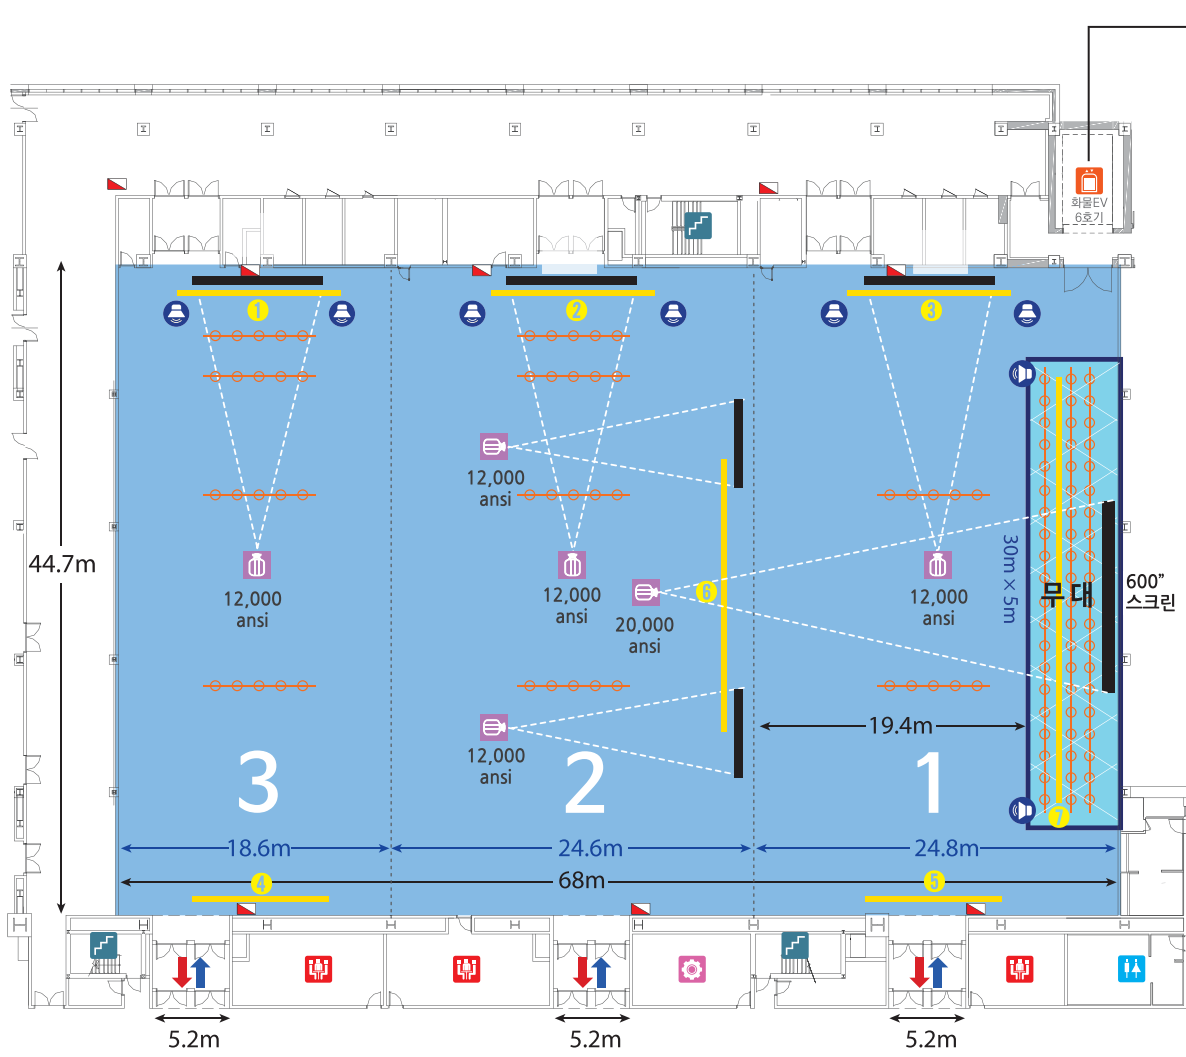 화물EV
6호기
1
2
3
44.7m
12,000
ansi
12,000
ansi
12,000
ansi
20,000
ansi
12,000
ansi
12,000
ansi
6
30m × 5m
무대
600”
스크린
19.4m
3
2
1
7
18.6m
24.6m
24.8m
68m
4
5
5.2m
5.2m
5.2m